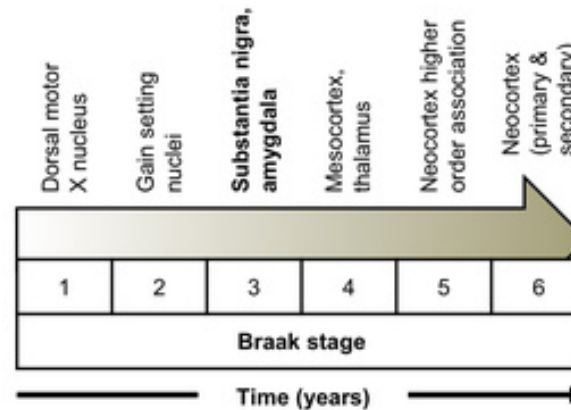 Dorsal motor
X nucleus
Gain setting
nuclei
Substantia nigra,
amygdala
Mesocortex,
thalamus
Neocortex higher
order association
Neocortex
(primary &
secondary)
1 2 3 4 5 6
Braak stage
Time (years)